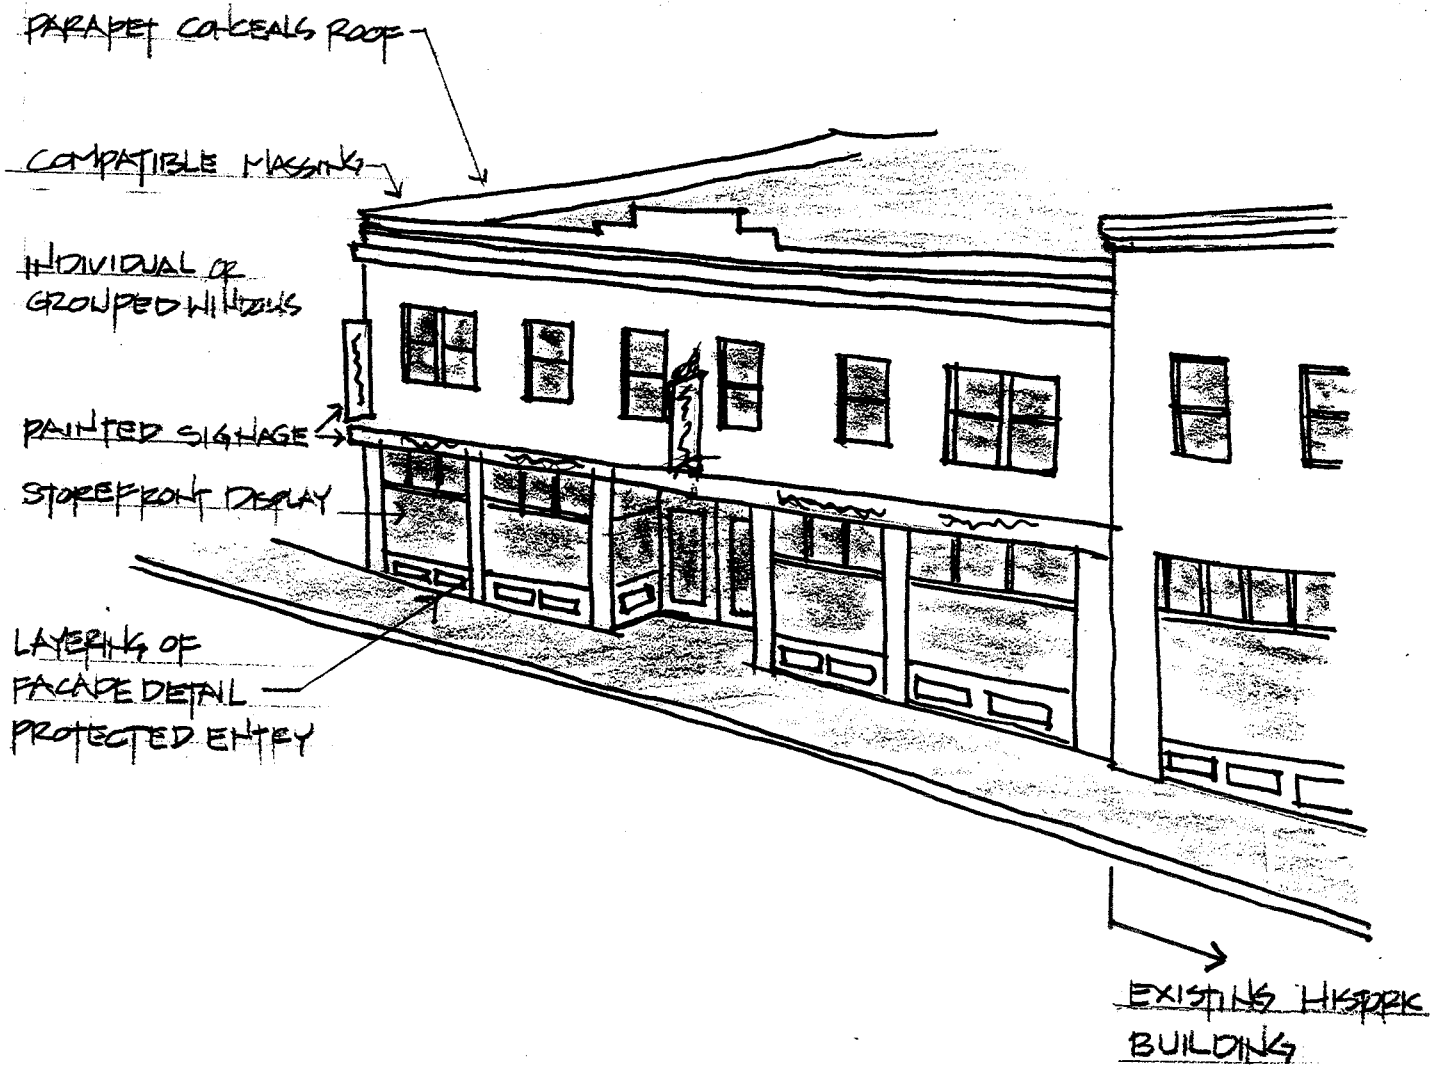 PARAPET CONCEALS ROOF
COMPATIBLE MASSING
INDIVIDUAL OR
GROUPED WINDOWS
PAINTED SIGNAGE
STOREFRONT DISPLAY
LAYERING OF
FACADE DETAIL
PROTECTED ENTRY
EXISTING HISTORIC
BUILDING